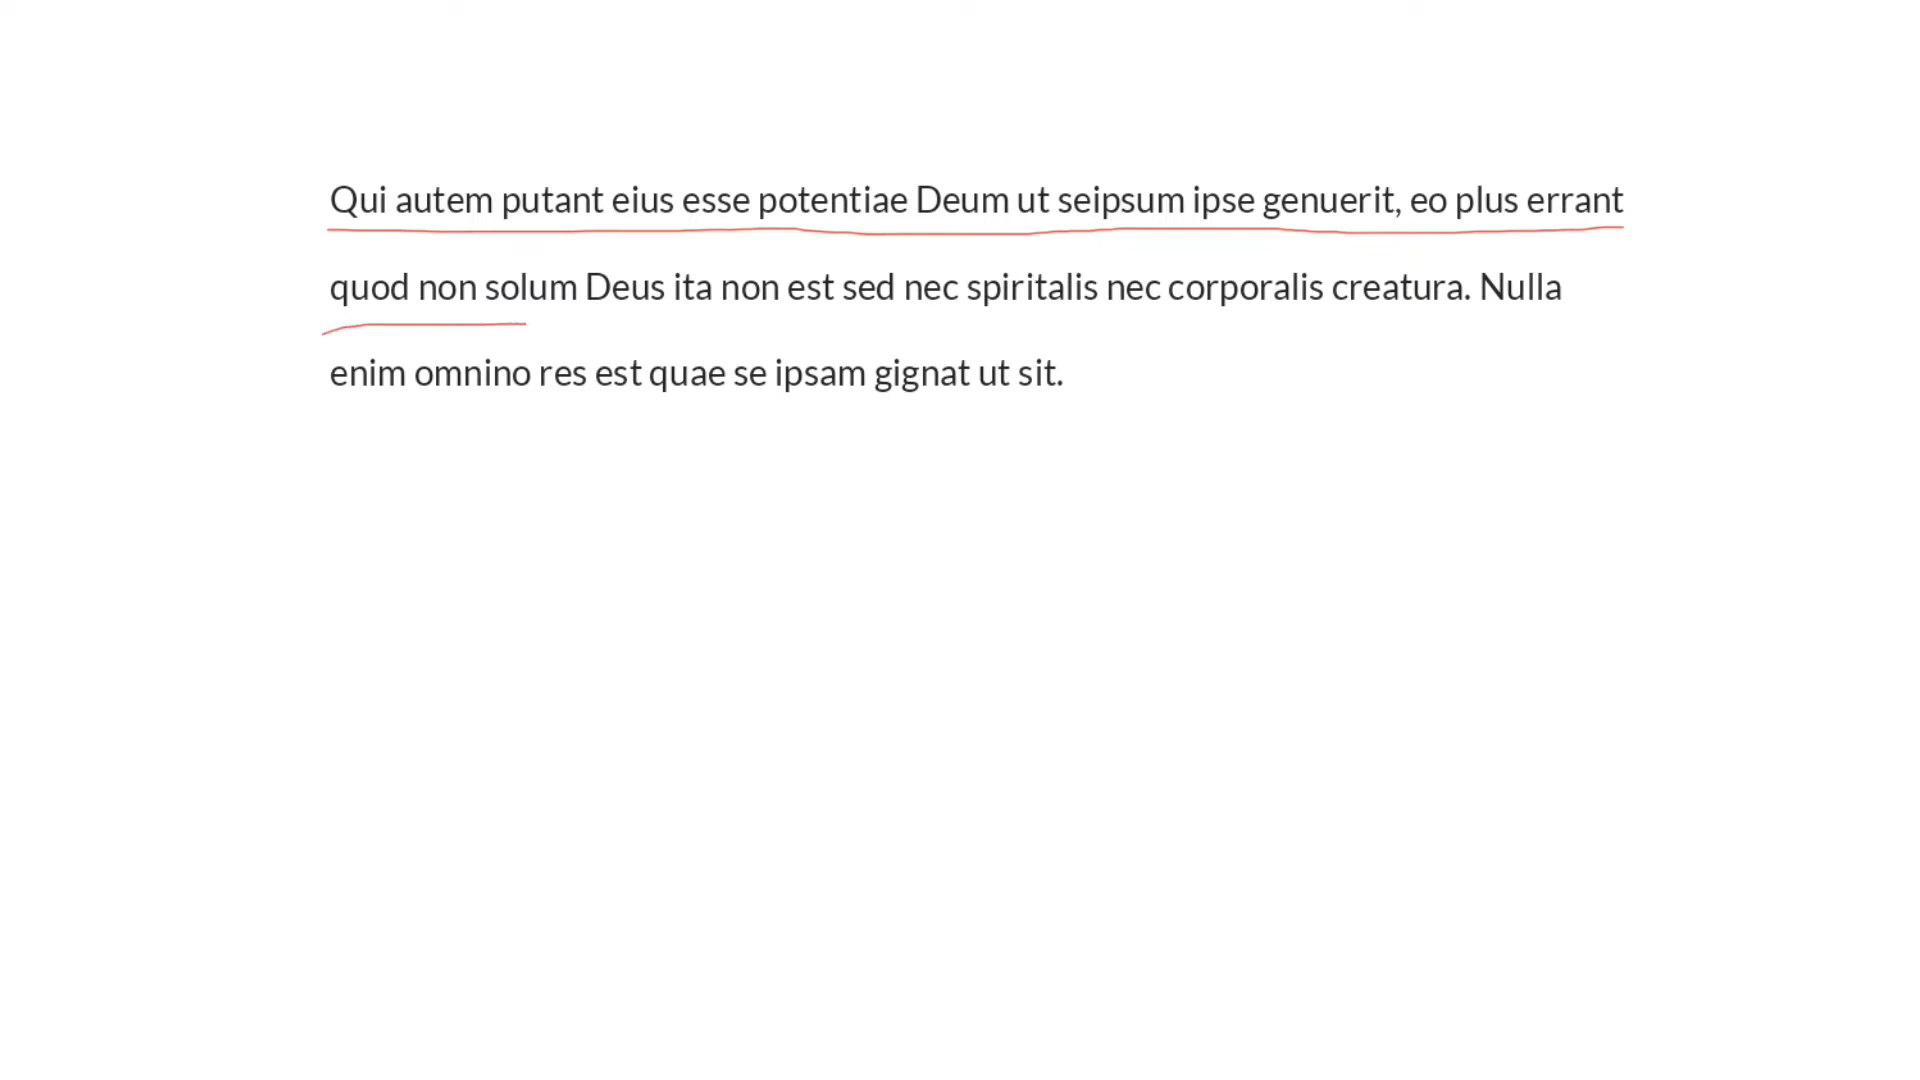 Qui autem putant eius esse potentiae Deum ut seipsum ipse genuerit, eo plus errant
quod non solum Deus ita non est sed nec spiritalis nec corporalis creatura. Nulla
enim omnino res est quae se ipsam gignat ut sit.